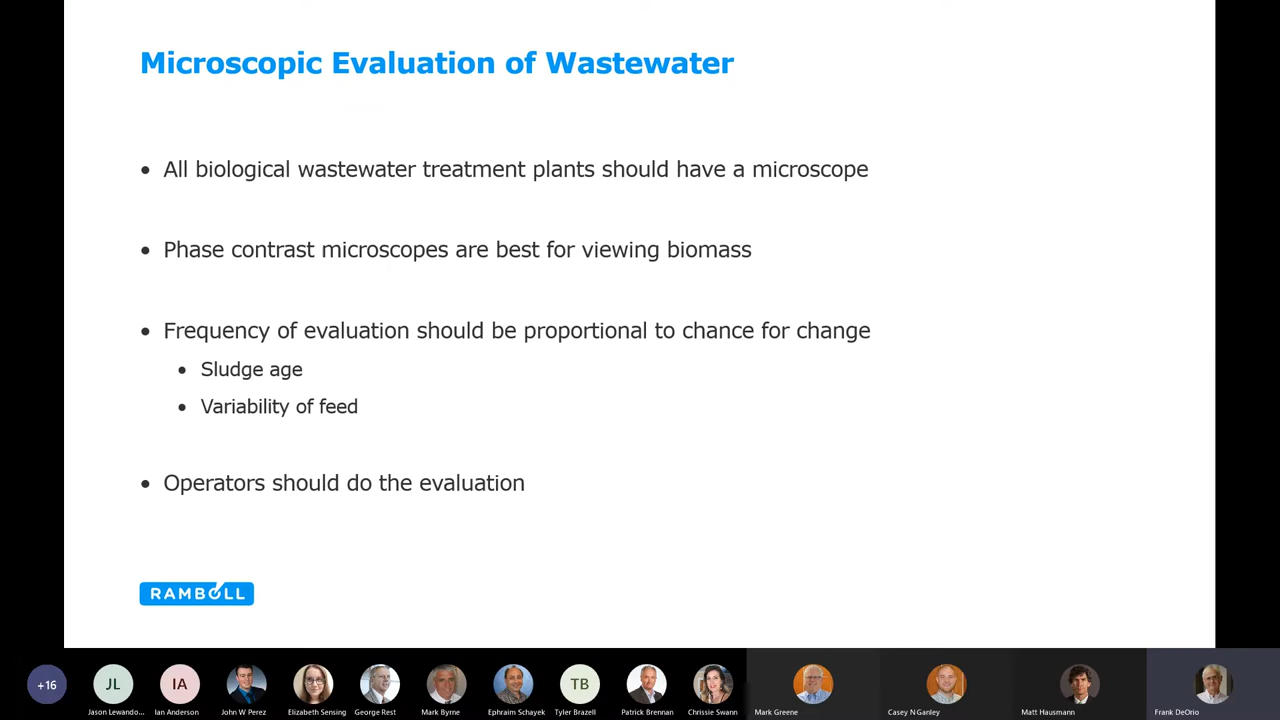 Microscopic Evaluation of Wastewater
• All biological wastewater treatment plants should have a microscope
• Phase contrast microscopes are best for viewing biomass
• Frequency of evaluation should be proportional to chance for change
• Sludge age
• Variability of feed
• Operators should do the evaluation
RAMBOLL
+16
JL
IA
TB
Jason Lewando...
Ian Anderson
John W Perez
Elizabeth Sensing
George Rest
Mark Byrne
Ephraim Schayek
Tyler Brazell
Patrick Brennan
Chrissie Swann
Mark Greene
Casey N Ganley
Matt Hausmann
Frank DeOrio